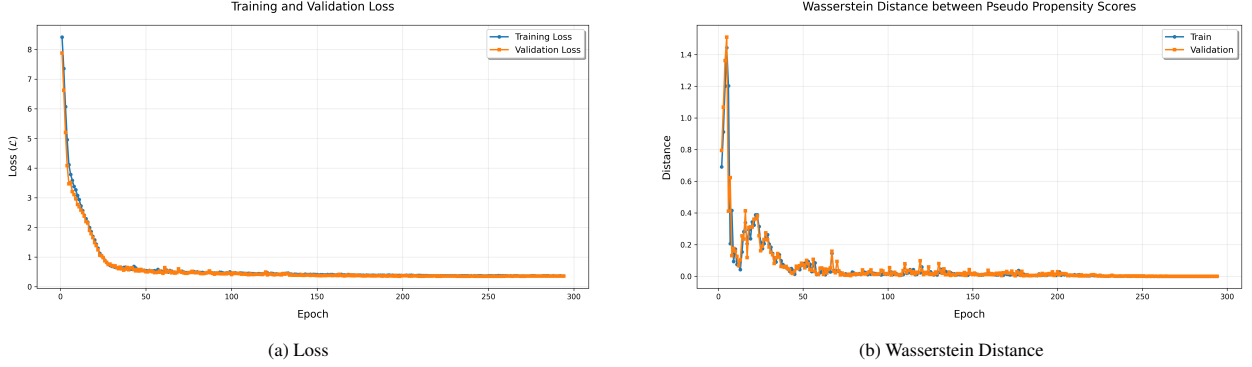 Training and Validation Loss
Training Loss
Validation Loss
8
7
6
5
4
3
2
1
0
Loss (ℒ)
0 50 100 150 200 250 300
Epoch
(a) Loss
Wasserstein Distance between Pseudo Propensity Scores
Train
Validation
1.4
1.2
1.0
0.8
0.6
0.4
0.2
0.0
Distance
0 50 100 150 200 250 300
Epoch
(b) Wasserstein Distance